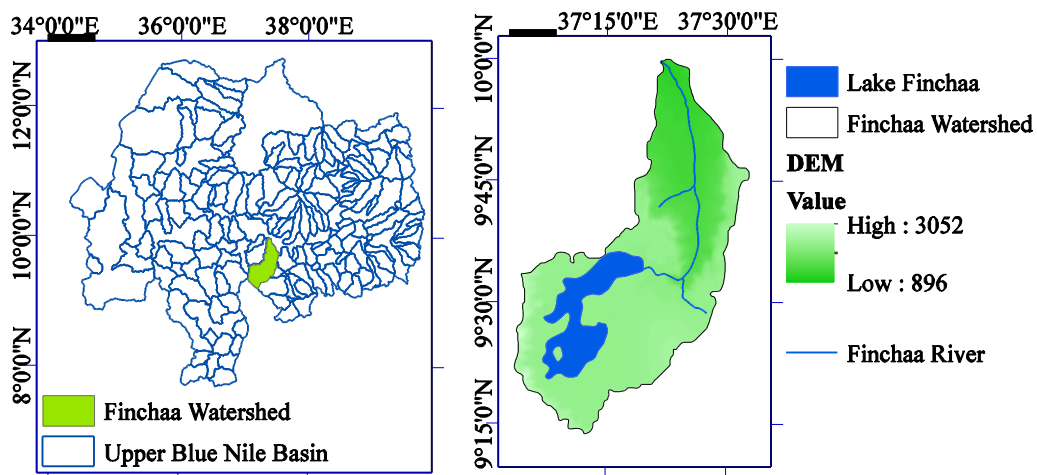 34°0'0"E 36°0'0"E 38°0'0"E
12°0'0"N
10°0'0"N
8°0'0"N
Finchaa Watershed
Upper Blue Nile Basin
37°15'0"E 37°30'0"E
10°0'0"N
9°45'0"N
9°30'0"N
9°15'0"N
Lake Finchaa
Finchaa Watershed
DEM
Value
High : 3052
Low : 896
Finchaa River